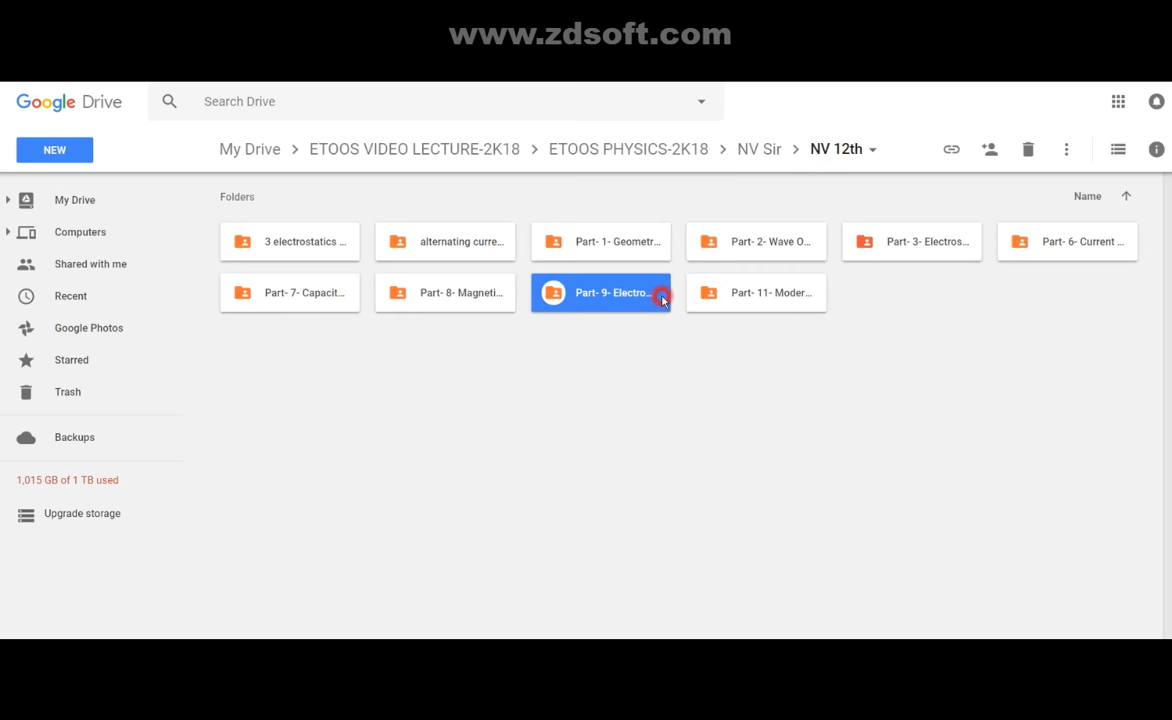 www.zdsoft.com
Google Drive
Search Drive
NEW
My Drive > ETOOS VIDEO LECTURE-2K18 > ETOOS PHYSICS-2K18 > NV Sir > NV 12th
My Drive
Computers
Shared with me
Recent
Google Photos
Starred
Trash
Backups
1,015 GB of 1 TB used
Upgrade storage
Folders
Name
3 electrostatics ...
alternating curre...
Part- 1- Geometr...
Part- 2- Wave O...
Part- 3- Electros...
Part- 6- Current ...
Part- 7- Capacit...
Part- 8- Magneti...
Part- 9- Electro...
Part- 11- Moder...